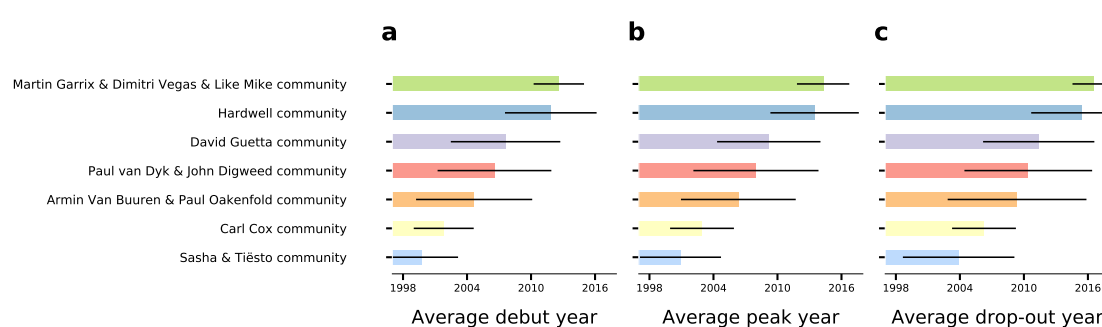 a b c
Martin Garrix & Dimitri Vegas & Like Mike community
Hardwell community
David Guetta community
Paul van Dyk & John Digweed community
Armin Van Buuren & Paul Oakenfold community
Carl Cox community
Sasha & Tiësto community
1998 2004 2010 2016 1998 2004 2010 2016 1998 2004 2010 2016
Average debut year Average peak year Average drop-out year